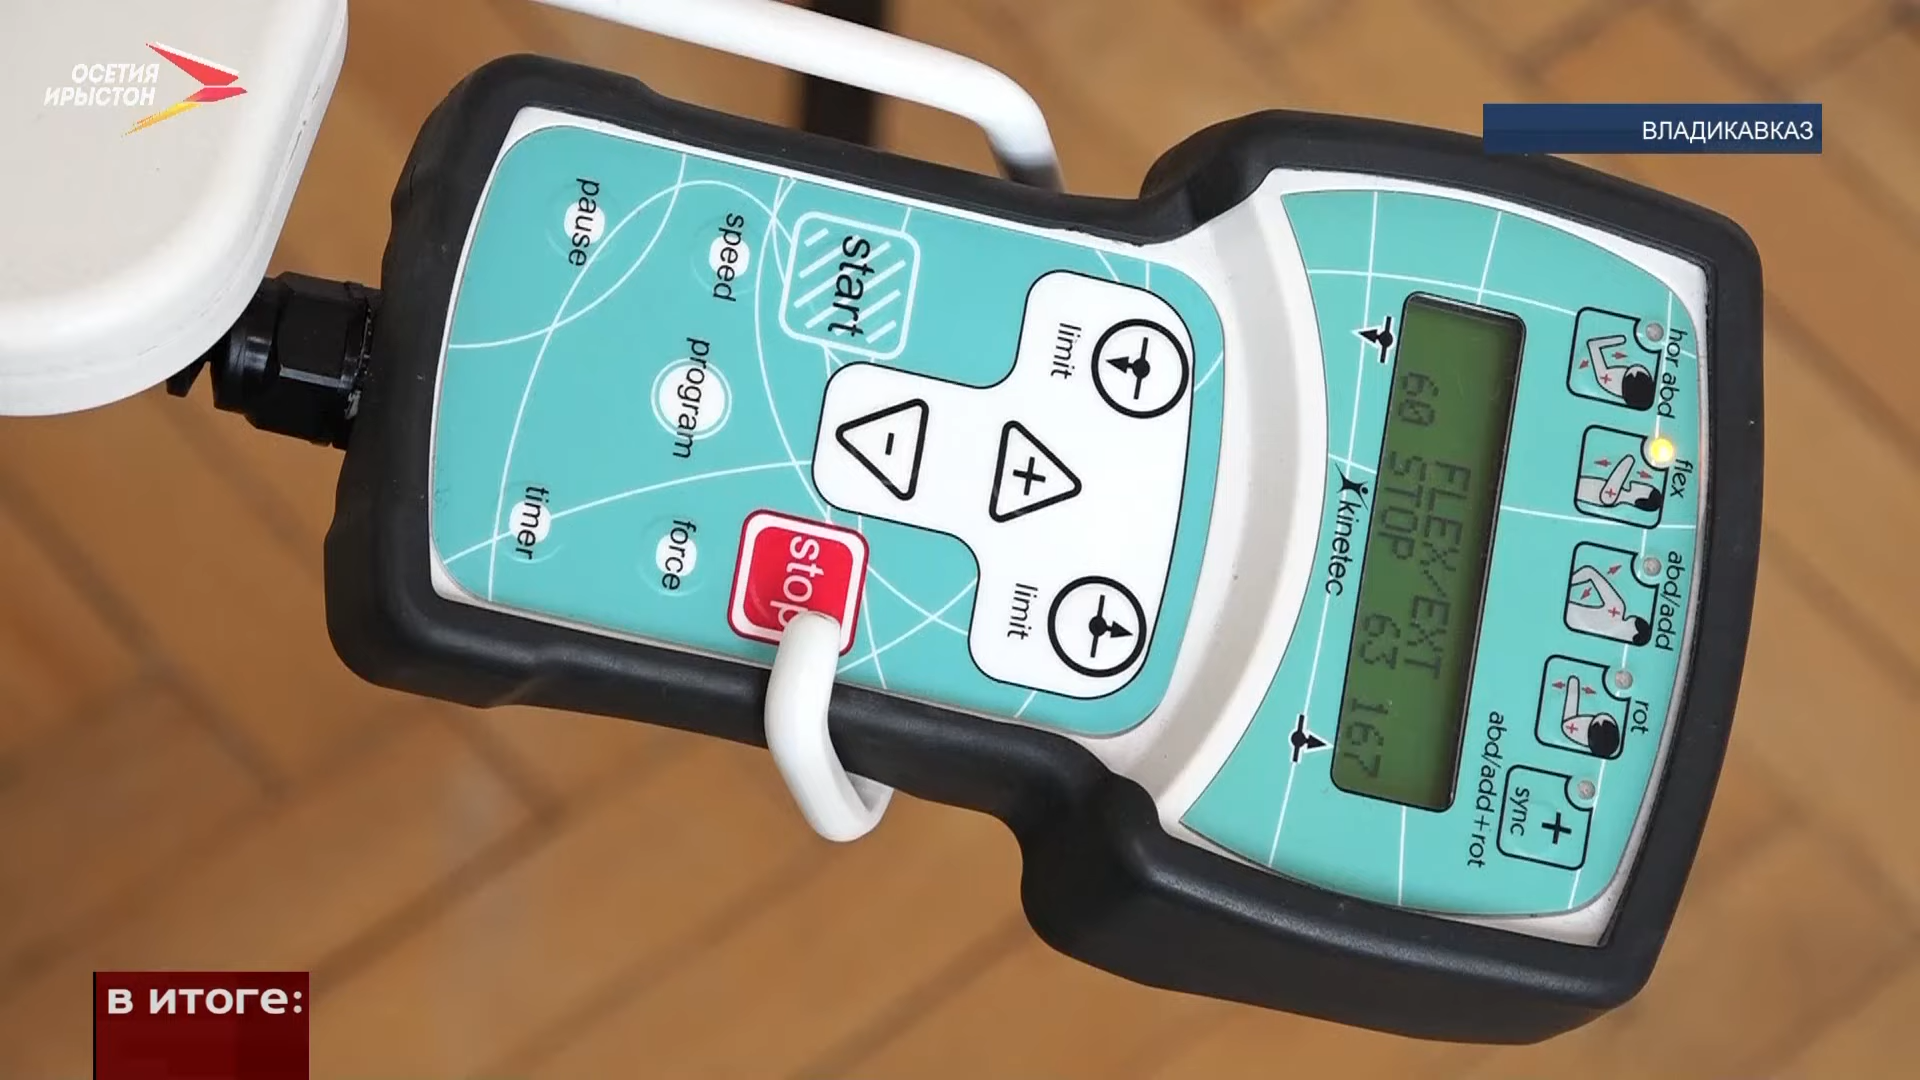 ОСЕТИЯ
ИРЫСТОН
ВЛАДИКАВКАЗ
hor abd
flex
abd/add
rot
abd/add+rot
sync
+
FLEX/EXT
60 STOP 63 167
kinetec
limit
limit
+
-
start
stop
speed
program
force
pause
timer
в итоге: